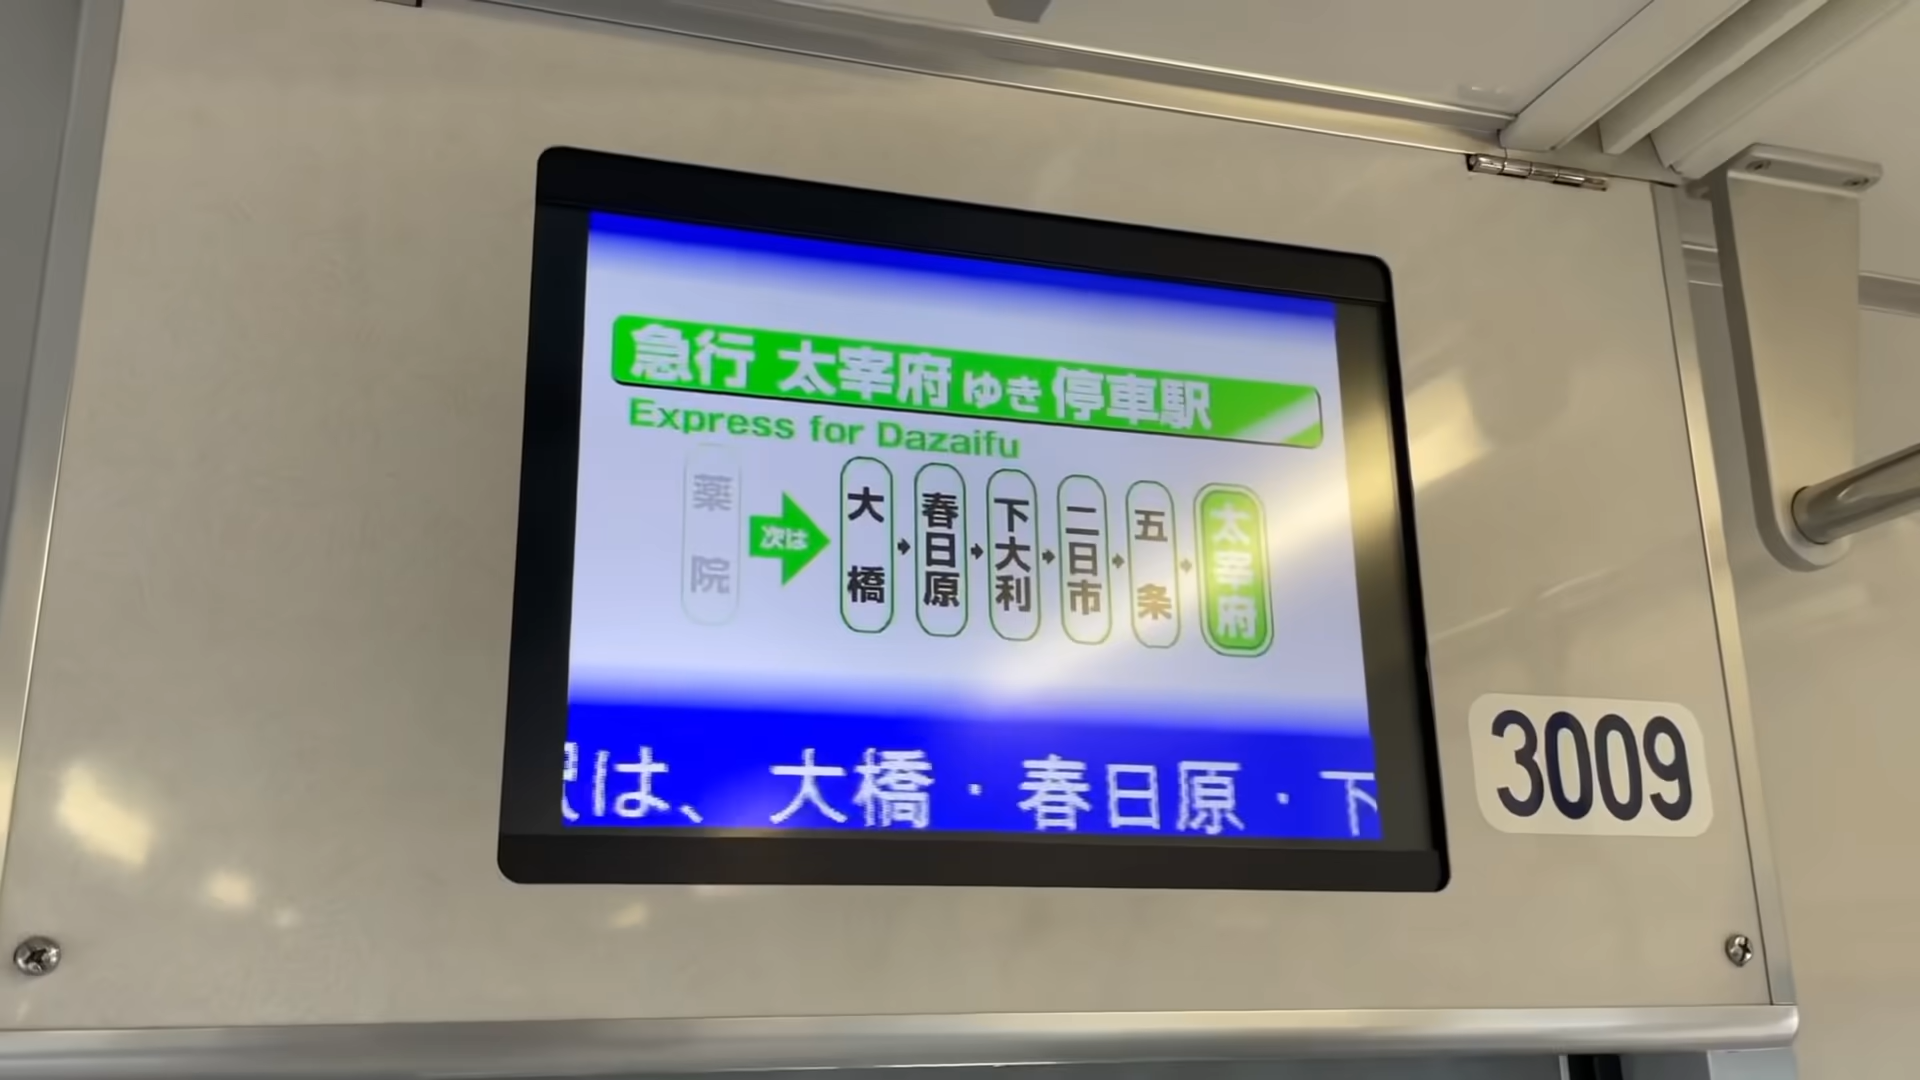 急行 太宰府ゆき停車駅
Express for Dazaifu
薬院
次は
大橋
春日原
下大利
二日市
五条
太宰府
は、大橋・春日原・下
3009